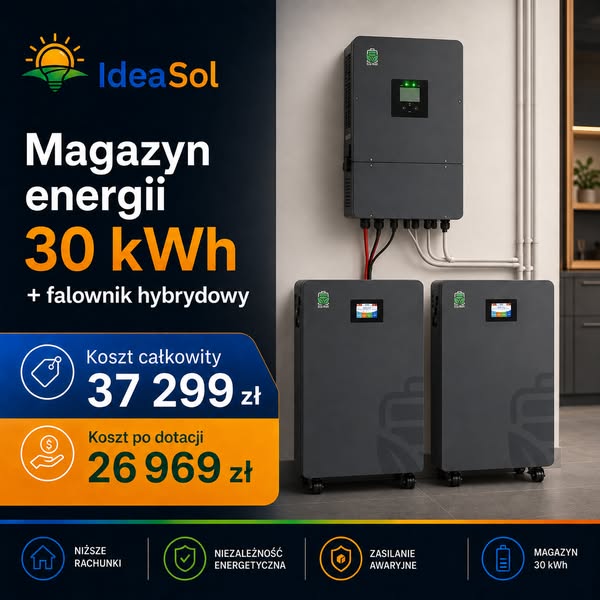 IdeaSol
Magazyn
energii
30 kWh
+ falownik hybrydowy
Koszt całkowity
37 299 zł
$
Koszt po dotacji
26 969 zł
NIŻSZE
RACHUNKI
NIEZALEŻNOŚĆ
ENERGETYCZNA
ZASILANIE
AWARYJNE
MAGAZYN
30 kWh